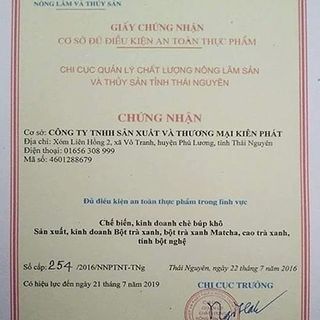 NÔNG LÂM VÀ THỦY SẢN
GIẤY CHỨNG NHẬN
CƠ SỞ ĐỦ ĐIỀU KIỆN AN TOÀN THỰC PHẨM
CHI CỤC QUẢN LÝ CHẤT LƯỢNG NÔNG LÂM SẢN
VÀ THỦY SẢN TỈNH THÁI NGUYÊN
CHỨNG NHẬN
Cơ sở: CÔNG TY TNHH SẢN XUẤT VÀ THƯƠNG MẠI KIÊN PHÁT
Địa chỉ: Xóm Liên Hồng 2, xã Vô Tranh, huyện Phú Lương, tỉnh Thái Nguyên
Điện thoại: 01656 308 999
Mã số: 4601288679
Đủ điều kiện an toàn thực phẩm trong lĩnh vực
Chế biến, kinh doanh chè búp khô
Sản xuất, kinh doanh Bột trà xanh, bột trà xanh Matcha, cao trà xanh,
tinh bột nghệ
Số cấp: 254 /2016/NNPTNT-TNg
Thái Nguyên, ngày 22 tháng 7 năm 2016
Có hiệu lực đến ngày 21 tháng 7 năm 2019
CHI CỤC TRƯỞNG